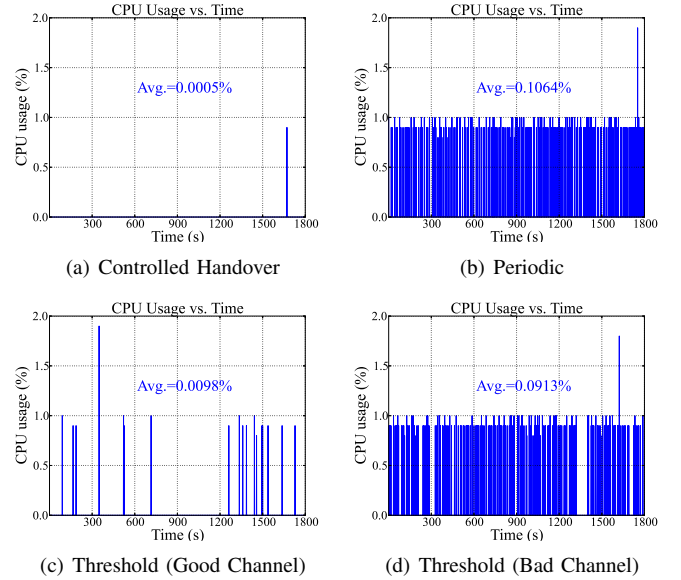 CPU Usage vs. Time
2.0
1.5
1.0
0.5
0.0
CPU usage (%)
Avg.=0.0005%
300 600 900 1200 1500 1800
Time (s)
(a) Controlled Handover
CPU Usage vs. Time
2.0
1.5
1.0
0.5
0.0
CPU usage (%)
Avg.=0.1064%
300 600 900 1200 1500 1800
Time (s)
(b) Periodic
CPU Usage vs. Time
2.0
1.5
1.0
0.5
0.0
CPU usage (%)
Avg.=0.0098%
300 600 900 1200 1500 1800
Time (s)
(c) Threshold (Good Channel)
CPU Usage vs. Time
2.0
1.5
1.0
0.5
0.0
CPU usage (%)
Avg.=0.0913%
300 600 900 1200 1500 1800
Time (s)
(d) Threshold (Bad Channel)